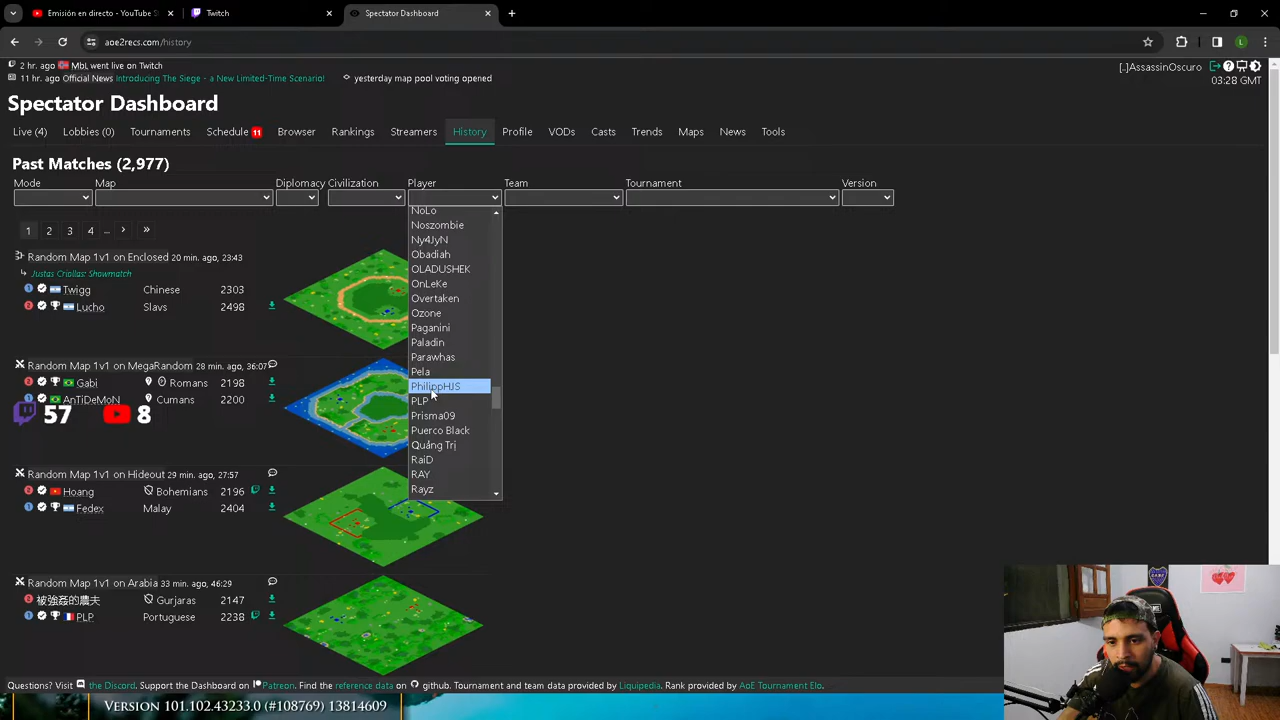 Emisión en directo - YouTube S
Twitch
Spectator Dashboard
aoe2recs.com/history
2 hr. ago MbL went live on Twitch
11 hr. ago Official News Introducing The Siege - a New Limited-Time Scenario!
yesterday map pool voting opened
[.]AssassinOscuro
03:28 GMT
Spectator Dashboard
Live (4) Lobbies (0) Tournaments Schedule 11 Browser Rankings Streamers History Profile VODs Casts Trends Maps News Tools
Past Matches (2,977)
Mode Map Diplomacy Civilization Player Team Tournament Version
NoLo
Noszombie
Ny4JyN
Obadiah
OLADUSHEK
OnLeKe
Overtaken
Ozone
Paganini
Paladin
Parawhas
Pela
PhilippHJS
PLP
Prisma09
Puerco Black
Quảng Trị
RaiD
RAY
Rayz
1 2 3 4 ... › »
Random Map 1v1 on Enclosed 20 min. ago, 23:43
Justas Criollas: Showmatch
1 Twigg Chinese 2303
2 Lucho Slavs 2498
Random Map 1v1 on MegaRandom 28 min. ago, 36:07
2 Gabi Romans 2198
1 AnTiDeMoN Cumans 2200
57 8
Random Map 1v1 on Hideout 29 min. ago, 27:57
2 Hoang Bohemians 2196
1 Fedex Malay 2404
Random Map 1v1 on Arabia 33 min. ago, 46:29
2 被強姦的農夫 Gurjaras 2147
1 PLP Portuguese 2238
Questions? Visit the Discord. Support the Dashboard on Patreon. Find the reference data on github. Tournament and team data provided by Liquipedia. Rank provided by AoE Tournament Elo.
VERSION 101.102.43233.0 (#108769) 13814609